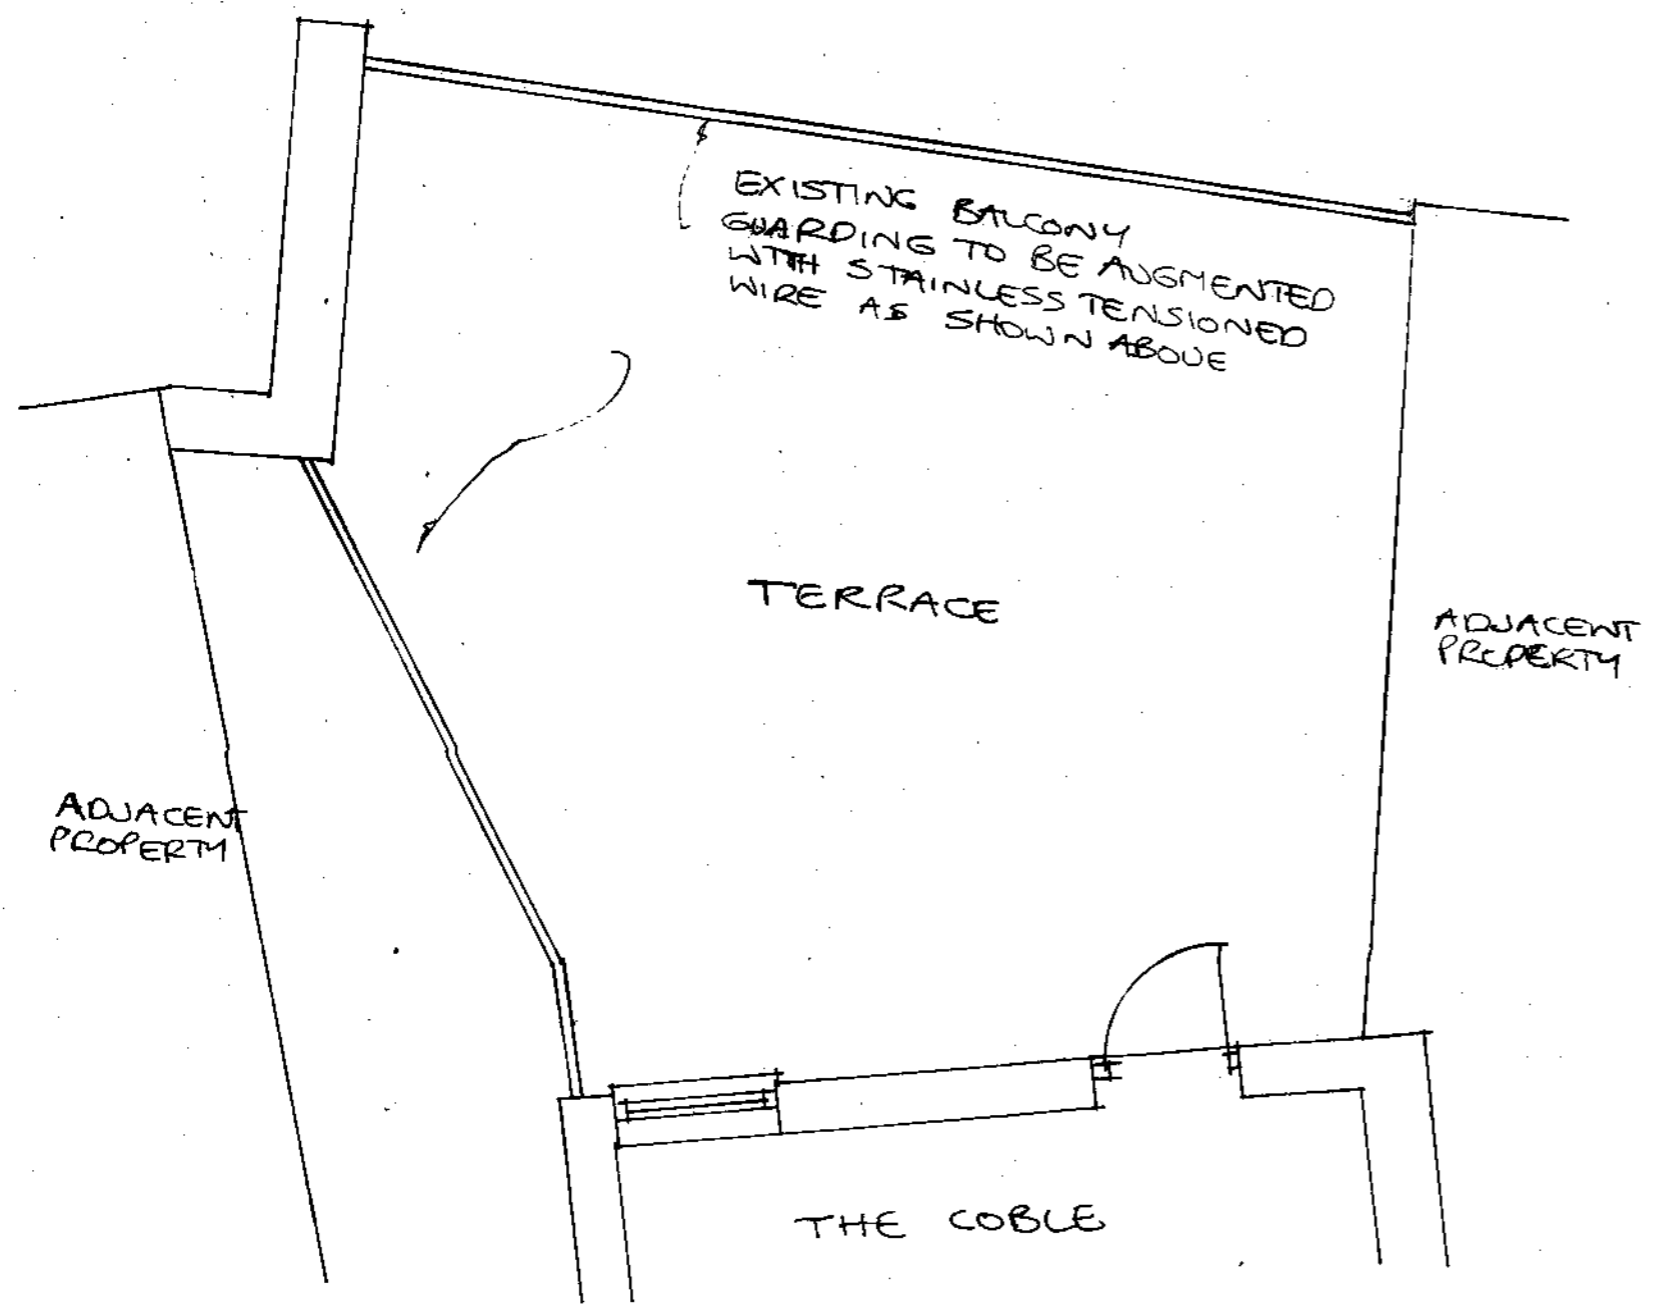 EXISTING BALCONY
GUARDING TO BE AUGMENTED
WITH STAINLESS TENSIONED
WIRE AS SHOWN ABOVE
TERRACE
ADJACENT
PROPERTY
ADJACENT
PROPERTY
THE COBLE